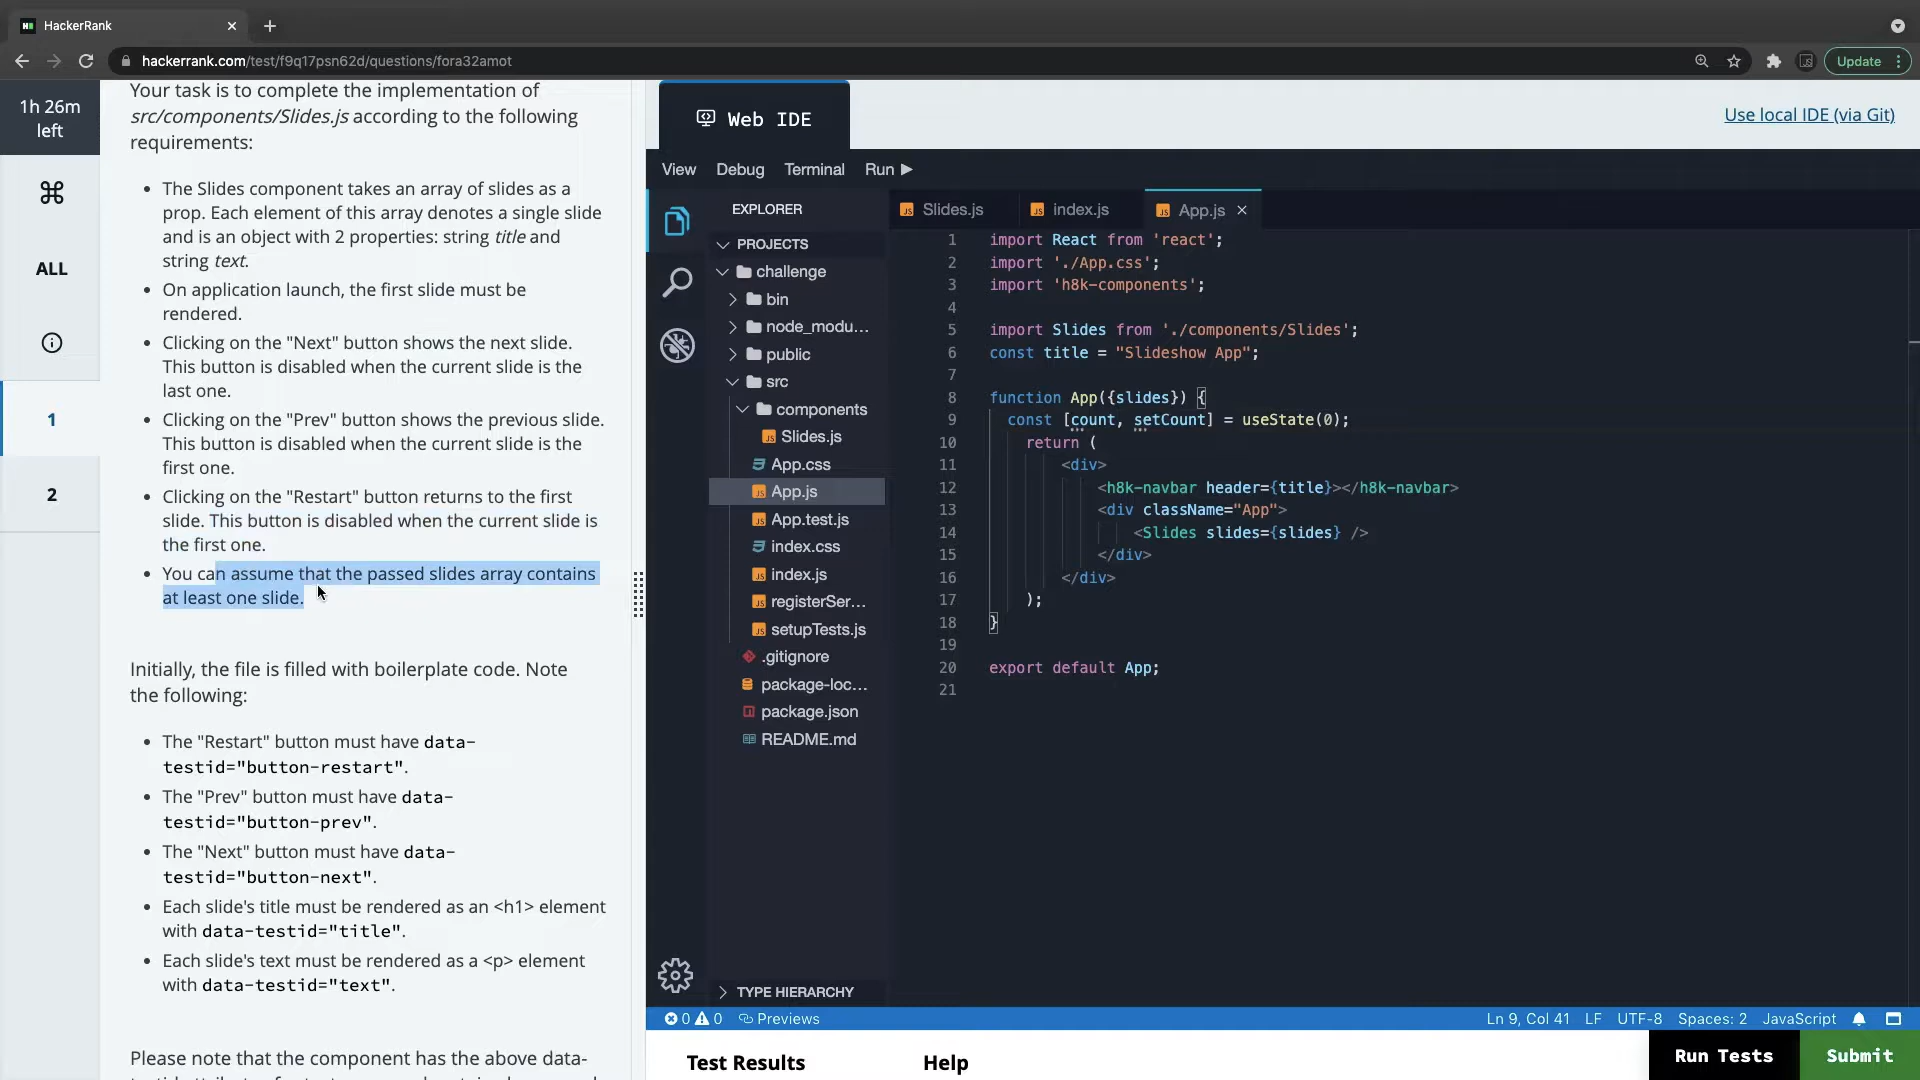 HackerRank
hackerrank.com/test/f9q17psn62d/questions/fora32amot
Update
1h 26m
left
ALL
1
2
Your task is to complete the implementation of
src/components/Slides.js according to the following
requirements:
The Slides component takes an array of slides as a
prop. Each element of this array denotes a single slide
and is an object with 2 properties: string title and
string text.
On application launch, the first slide must be
rendered.
Clicking on the "Next" button shows the next slide.
This button is disabled when the current slide is the
last one.
Clicking on the "Prev" button shows the previous slide.
This button is disabled when the current slide is the
first one.
Clicking on the "Restart" button returns to the first
slide. This button is disabled when the current slide is
the first one.
You can assume that the passed slides array contains
at least one slide.
Initially, the file is filled with boilerplate code. Note
the following:
The "Restart" button must have data-
testid="button-restart".
The "Prev" button must have data-
testid="button-prev".
The "Next" button must have data-
testid="button-next".
Each slide's title must be rendered as an <h1> element
with data-testid="title".
Each slide's text must be rendered as a <p> element
with data-testid="text".
Please note that the component has the above data-
Web IDE
Use local IDE (via Git)
View Debug Terminal Run
EXPLORER
PROJECTS
challenge
bin
node_modu...
public
src
components
Slides.js
App.css
App.js
App.test.js
index.css
index.js
registerSer...
setupTests.js
.gitignore
package-loc...
package.json
README.md
TYPE HIERARCHY
Slides.js index.js App.js
1 import React from 'react';
2 import './App.css';
3 import 'h8k-components';
4
5 import Slides from './components/Slides';
6 const title = "Slideshow App";
7
8 function App({slides}) {
9 const [count, setCount] = useState(0);
10 return (
11 <div>
12 <h8k-navbar header={title}></h8k-navbar>
13 <div className="App">
14 <Slides slides={slides} />
15 </div>
16 </div>
17 );
18 }
19
20 export default App;
21
0 0 Previews
Ln 9, Col 41 LF UTF-8 Spaces: 2 JavaScript
Test Results Help
Run Tests Submit